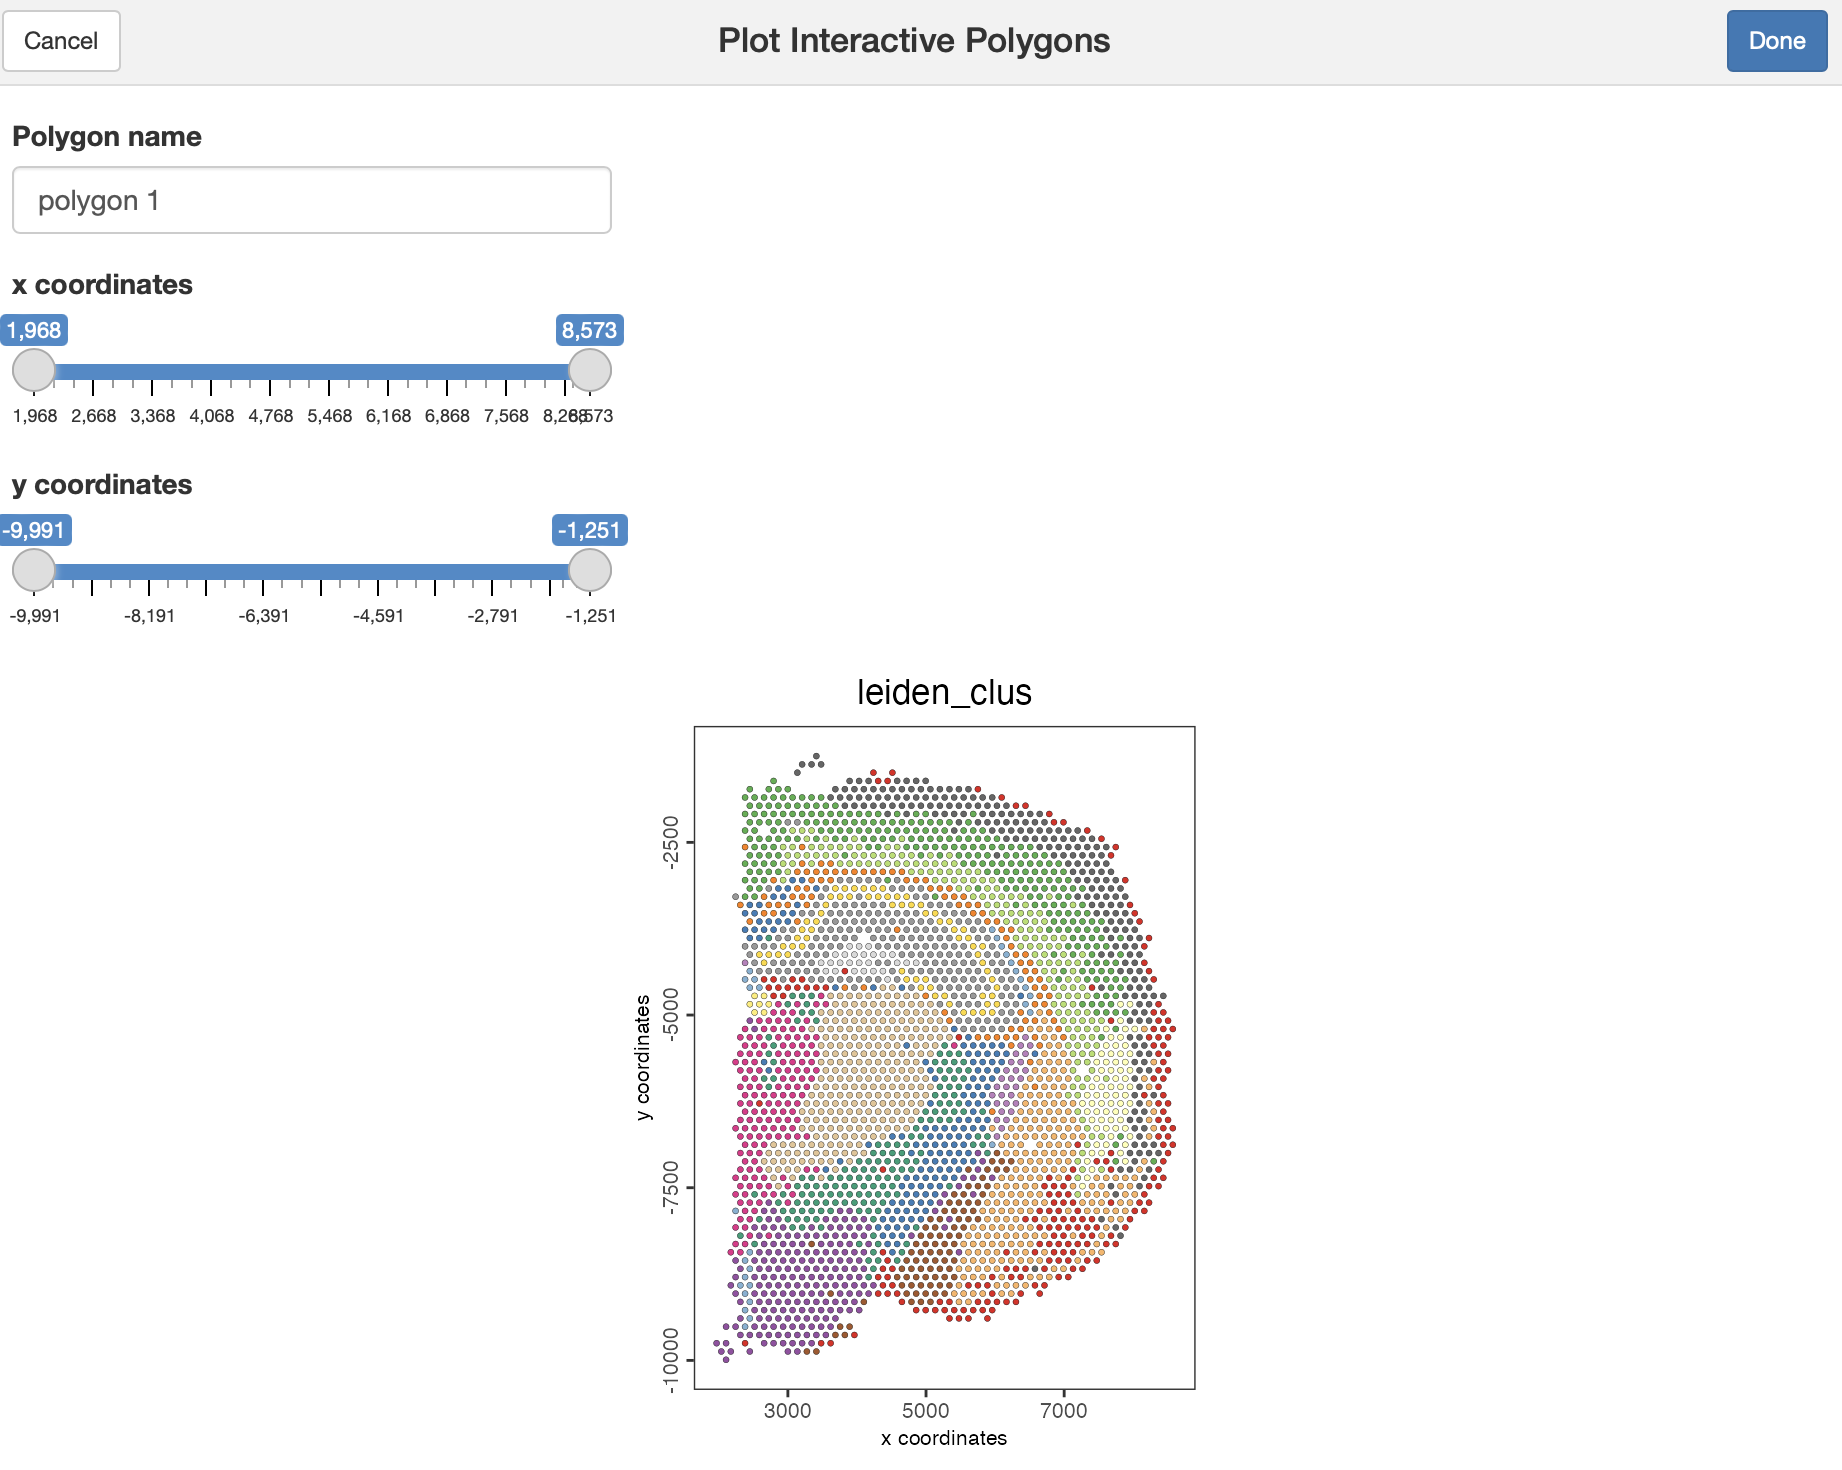 Cancel
Plot Interactive Polygons
Done
Polygon name
polygon 1
x coordinates
1,968
8,573
1,968 2,668 3,368 4,068 4,768 5,468 6,168 6,868 7,568 8,268 8,573
y coordinates
-9,991
-1,251
-9,991 -8,191 -6,391 -4,591 -2,791 -1,251
leiden_clus
y coordinates
-2500
-5000
-7500
-10000
3000 5000 7000
x coordinates